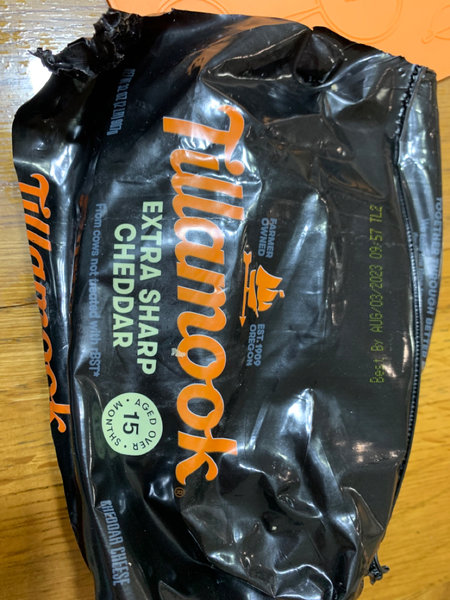 Tillamook®
EXTRA SHARP
CHEDDAR
AGED OVER
15
MONTHS
FARMER
OWNED
EST. 1909
OREGON
Best By AUG/03/2023 09:57 TL2
From cows not treated with rBST*
Tillamook
CHEDDAR CHEESE